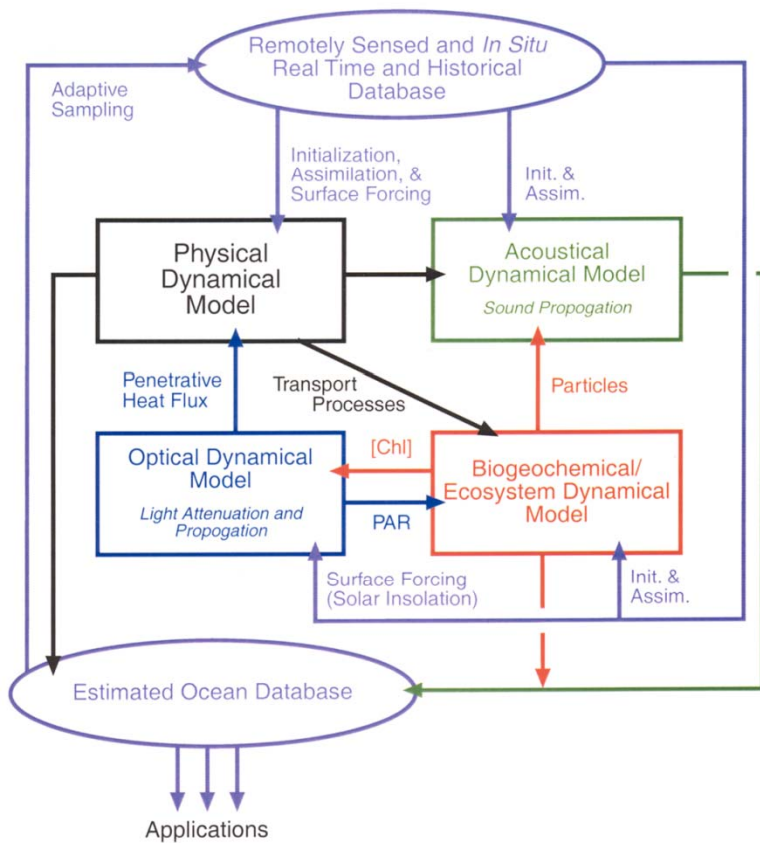 Remotely Sensed and In Situ
Real Time and Historical
Database
Adaptive
Sampling
Initialization,
Assimilation, &
Surface Forcing
Init. &
Assim.
Physical
Dynamical
Model
Acoustical
Dynamical Model
Sound Propogation
Penetrative
Heat Flux
Transport
Processes
Particles
Optical Dynamical
Model
Light Attenuation and
Propogation
[Chl]
PAR
Biogeochemical/
Ecosystem Dynamical
Model
Surface Forcing
(Solar Insolation)
Init. &
Assim.
Estimated Ocean Database
Applications